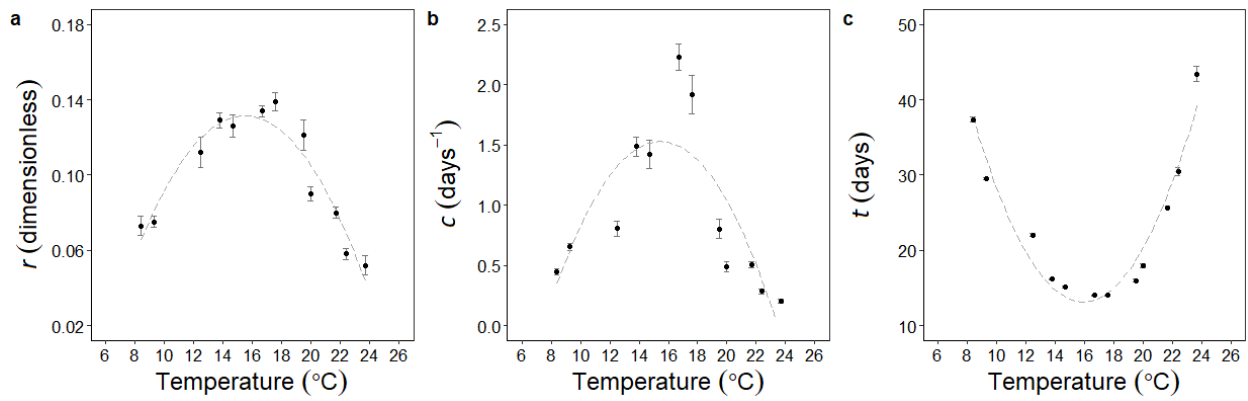 a
0.18
0.14
0.10
0.06
0.02
r (dimensionless)
6 8 10 12 14 16 18 20 22 24 26
Temperature (°C)
b
2.5
2.0
1.5
1.0
0.5
0.0
c (days⁻¹)
6 8 10 12 14 16 18 20 22 24 26
Temperature (°C)
c
50
40
30
20
10
t (days)
6 8 10 12 14 16 18 20 22 24 26
Temperature (°C)